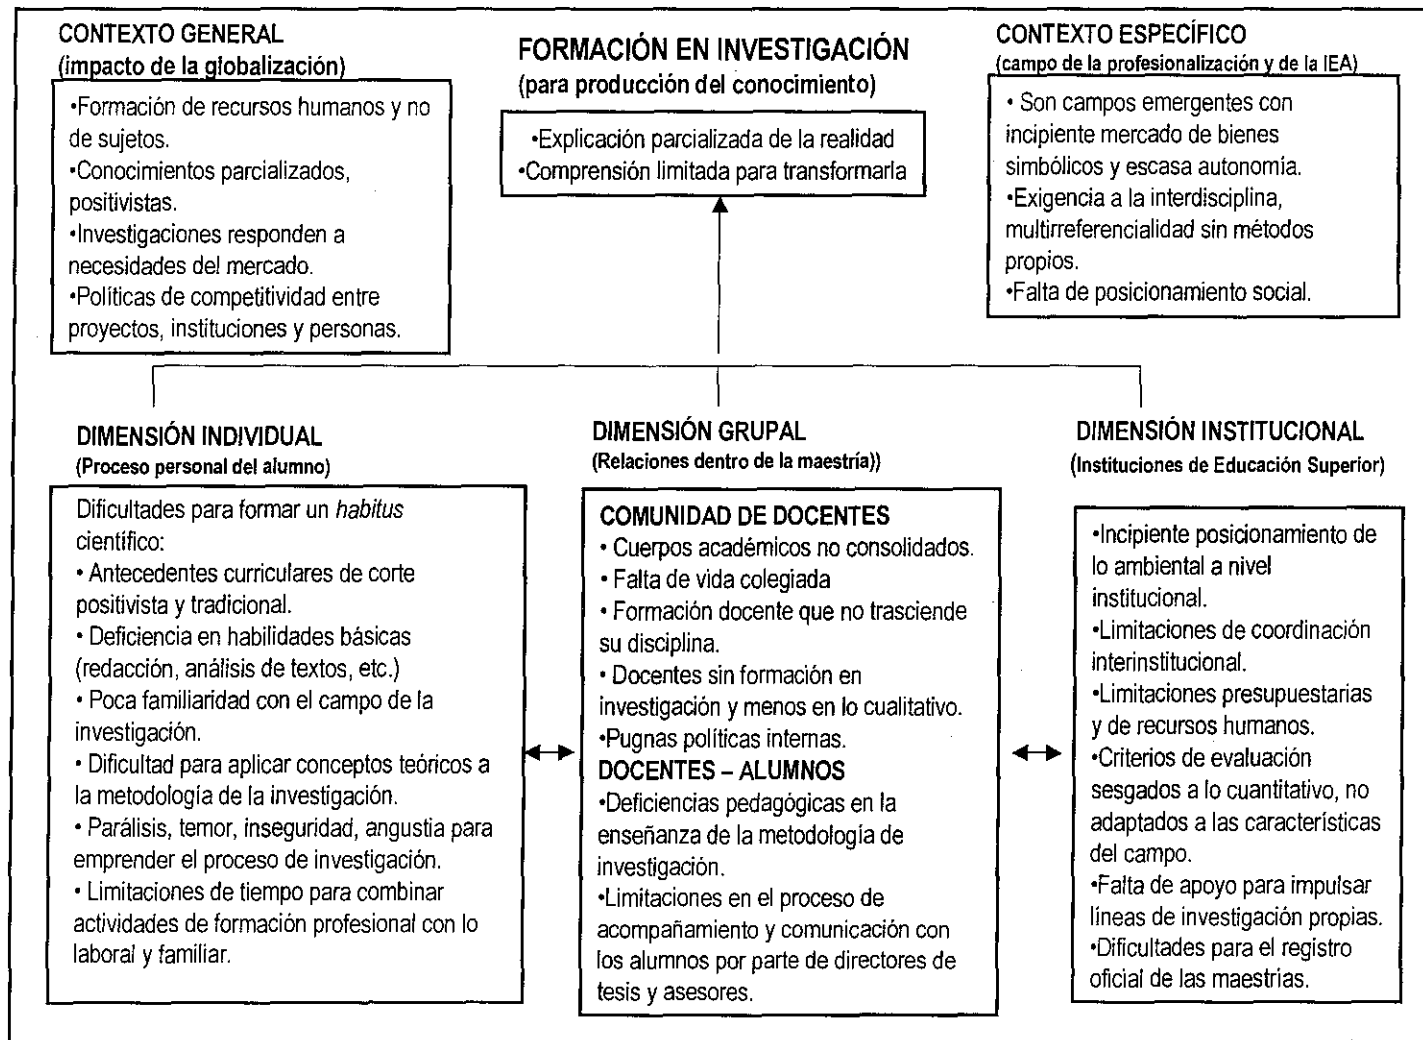 CONTEXTO GENERAL
(impacto de la globalización)
•Formación de recursos humanos y no
de sujetos.
•Conocimientos parcializados,
positivistas.
•Investigaciones responden a
necesidades del mercado.
•Políticas de competitividad entre
proyectos, instituciones y personas.
FORMACIÓN EN INVESTIGACIÓN
(para producción del conocimiento)
•Explicación parcializada de la realidad
•Comprensión limitada para transformarla
CONTEXTO ESPECÍFICO
(campo de la profesionalización y de la IEA)
• Son campos emergentes con
incipiente mercado de bienes
simbólicos y escasa autonomía.
•Exigencia a la interdisciplina,
multirreferencialidad sin métodos
propios.
•Falta de posicionamiento social.
DIMENSIÓN INDIVIDUAL
(Proceso personal del alumno)
Dificultades para formar un habitus
científico:
• Antecedentes curriculares de corte
positivista y tradicional.
• Deficiencia en habilidades básicas
(redacción, análisis de textos, etc.)
• Poca familiaridad con el campo de la
investigación.
• Dificultad para aplicar conceptos teóricos a
la metodología de la investigación.
• Parálisis, temor, inseguridad, angustia para
emprender el proceso de investigación.
• Limitaciones de tiempo para combinar
actividades de formación profesional con lo
laboral y familiar.
DIMENSIÓN GRUPAL
(Relaciones dentro de la maestría))
COMUNIDAD DE DOCENTES
• Cuerpos académicos no consolidados.
• Falta de vida colegiada
• Formación docente que no trasciende
su disciplina.
• Docentes sin formación en
investigación y menos en lo cualitativo.
•Pugnas políticas internas.
DOCENTES – ALUMNOS
•Deficiencias pedagógicas en la
enseñanza de la metodología de
investigación.
•Limitaciones en el proceso de
acompañamiento y comunicación con
los alumnos por parte de directores de
tesis y asesores.
DIMENSIÓN INSTITUCIONAL
(Instituciones de Educación Superior)
•Incipiente posicionamiento de
lo ambiental a nivel
institucional.
•Limitaciones de coordinación
interinstitucional.
•Limitaciones presupuestarias
y de recursos humanos.
•Criterios de evaluación
sesgados a lo cuantitativo, no
adaptados a las características
del campo.
•Falta de apoyo para impulsar
líneas de investigación propias.
•Dificultades para el registro
oficial de las maestrías.